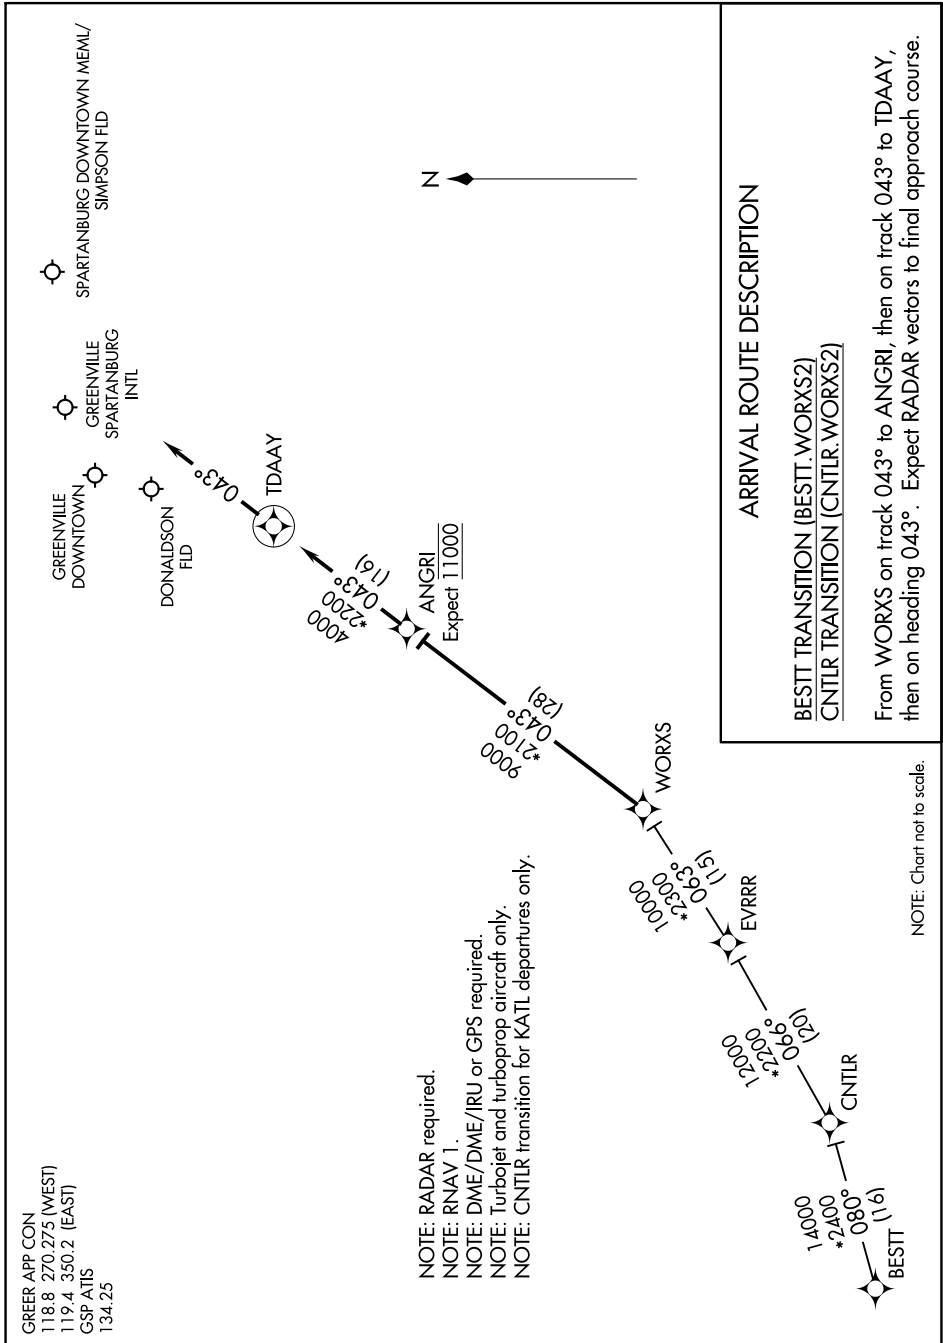 GREER APP CON
118.8 270.275 (WEST)
119.4 350.2 (EAST)
GSP ATIS
134.25
SPARTANBURG DOWNTOWN MEML/
SIMPSON FLD
GREENVILLE
SPARTANBURG
INTL
GREENVILLE
DOWNTOWN
DONALDSON
FLD
043°
TDAAY
4000
*2200
043°
(16)
ANGRI
Expect 11000
N
9000
*2100
043°
(28)
WORXS
10000
*2300
063°
(15)
EVRRR
12000
*2200
066°
(20)
CNTLR
14000
*2400
080°
(16)
BESTT
NOTE: RADAR required.
NOTE: RNAV 1.
NOTE: DME/DME/IRU or GPS required.
NOTE: Turbojet and turboprop aircraft only.
NOTE: CNTLR transition for KATL departures only.
ARRIVAL ROUTE DESCRIPTION
BESTT TRANSITION (BESTT.WORXS2)
CNTLR TRANSITION (CNTLR.WORXS2)
From WORXS on track 043° to ANGRI, then on track 043° to TDAAY,
then on heading 043°. Expect RADAR vectors to final approach course.
NOTE: Chart not to scale.